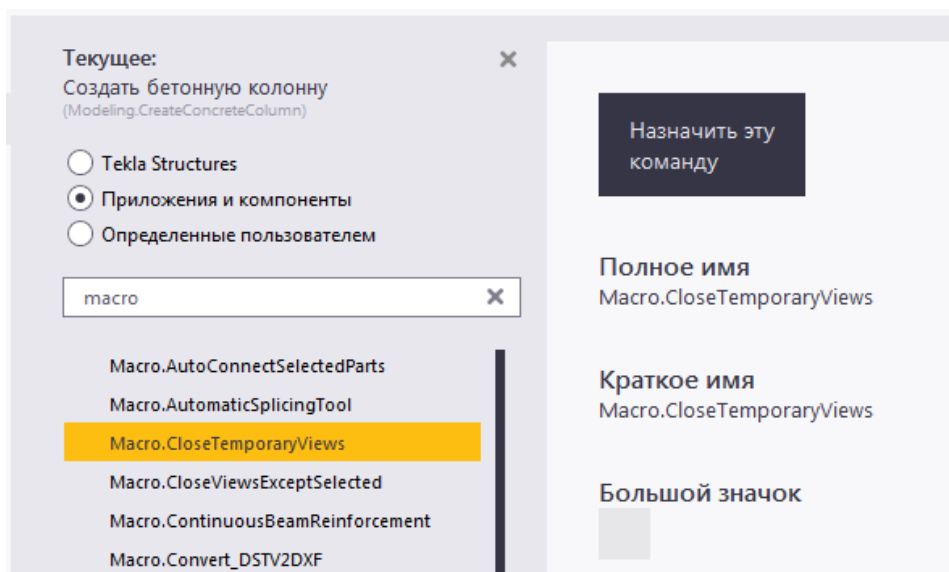 Текущее:
Создать бетонную колонну
(Modeling.CreateConcreteColumn)
Tekla Structures
Приложения и компоненты
Определенные пользователем
macro
Macro.AutoConnectSelectedParts
Macro.AutomaticSplicingTool
Macro.CloseTemporaryViews
Macro.CloseViewsExceptSelected
Macro.ContinuousBeamReinforcement
Macro.Convert_DSTV2DXF
Назначить эту
команду
Полное имя
Macro.CloseTemporaryViews
Краткое имя
Macro.CloseTemporaryViews
Большой значок